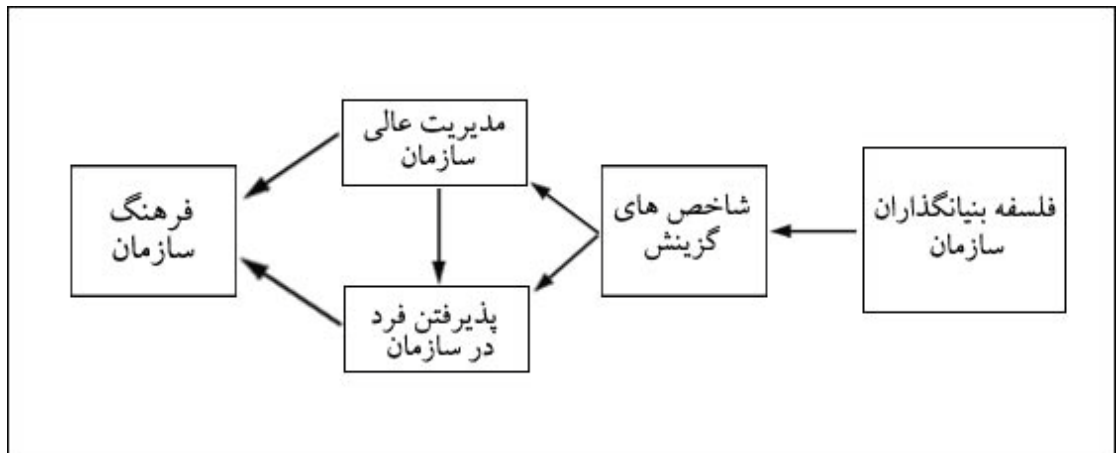 فلسفه بنیانگذاران
سازمان
شاخص های
گزینش
مدیریت عالی
سازمان
پذیرفتن فرد
در سازمان
فرهنگ
سازمان